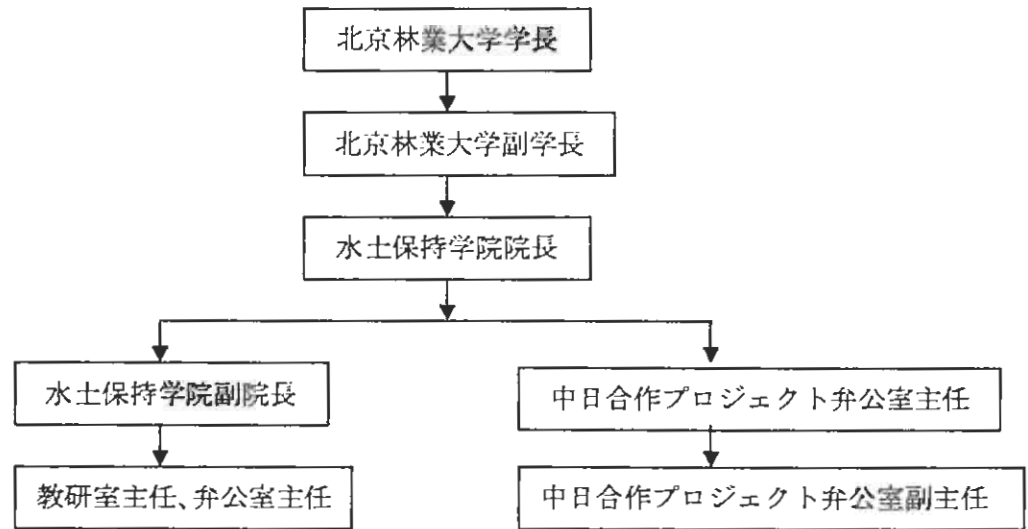 北京林業大学学長
北京林業大学副学長
水土保持学院院長
水土保持学院副院長
中日合作プロジェクト弁公室主任
教研室主任、弁公室主任
中日合作プロジェクト弁公室副主任